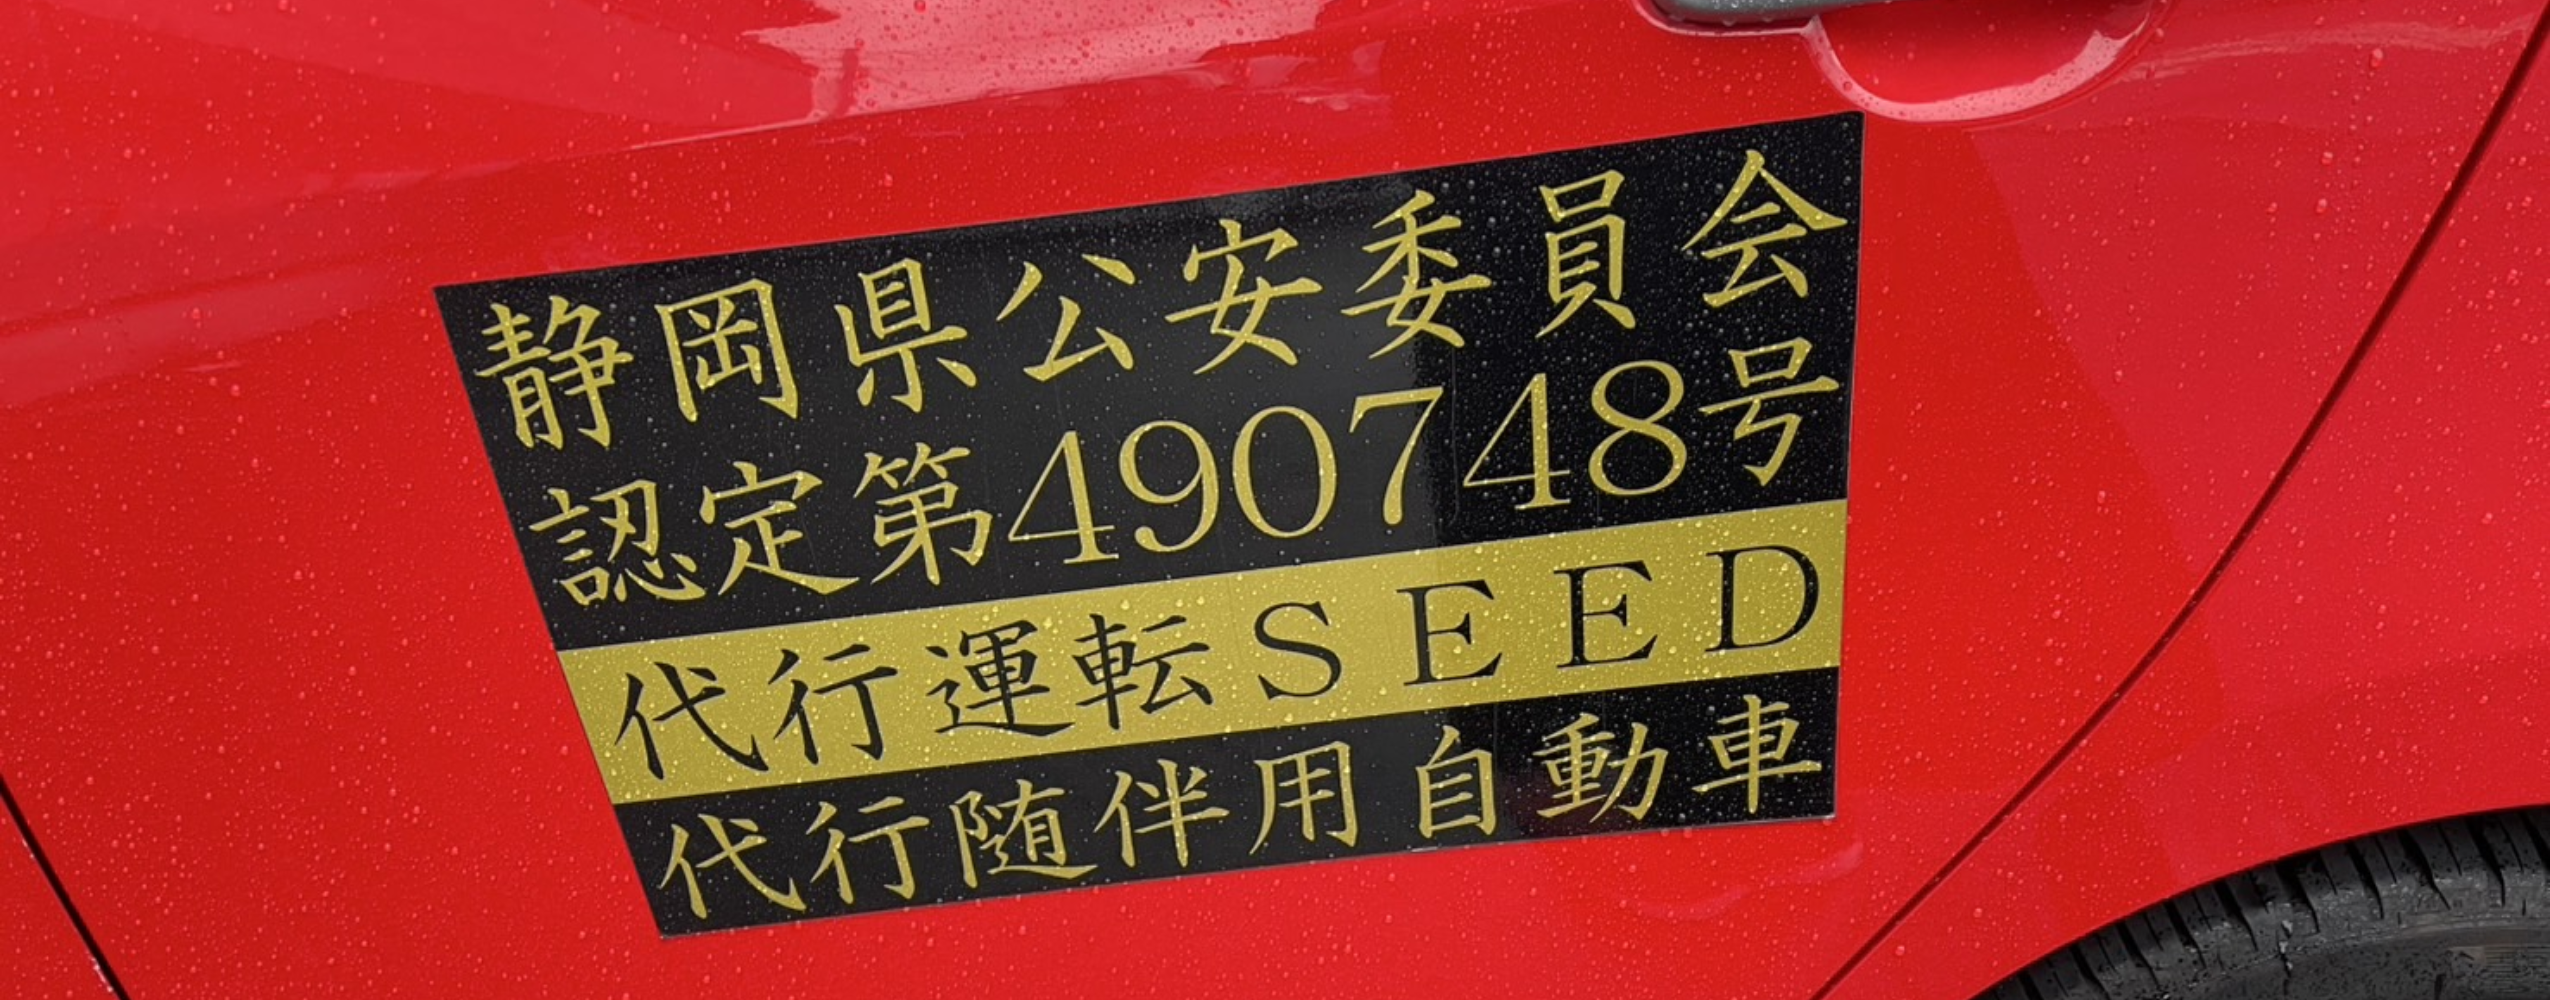 静岡県公安委員会
認定第490748号
代行運転SEED
代行随伴用自動車